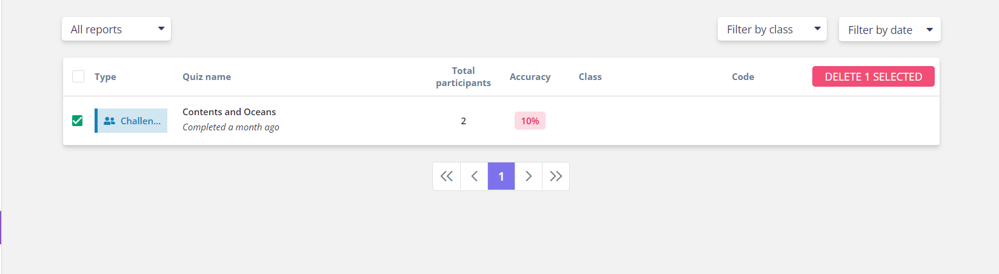 All reports
Filter by class
Filter by date
Type
Quiz name
Total
participants
Accuracy
Class
Code
DELETE 1 SELECTED
Challen...
Contents and Oceans
Completed a month ago
2
10%
1